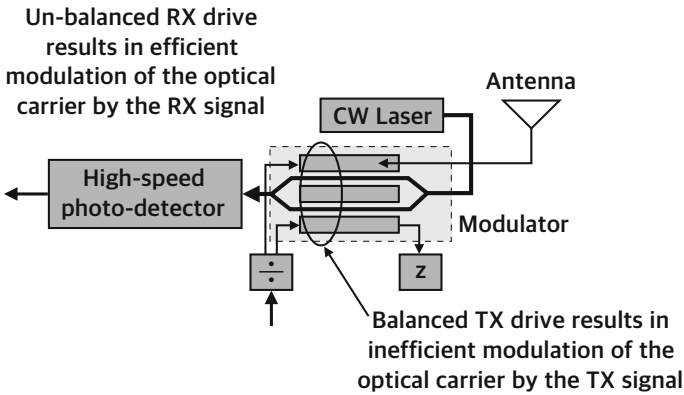 Un-balanced RX drive
results in efficient
modulation of the optical
carrier by the RX signal
Antenna
CW Laser
High-speed
photo-detector
Modulator
÷
z
Balanced TX drive results in
inefficient modulation of the
optical carrier by the TX signal